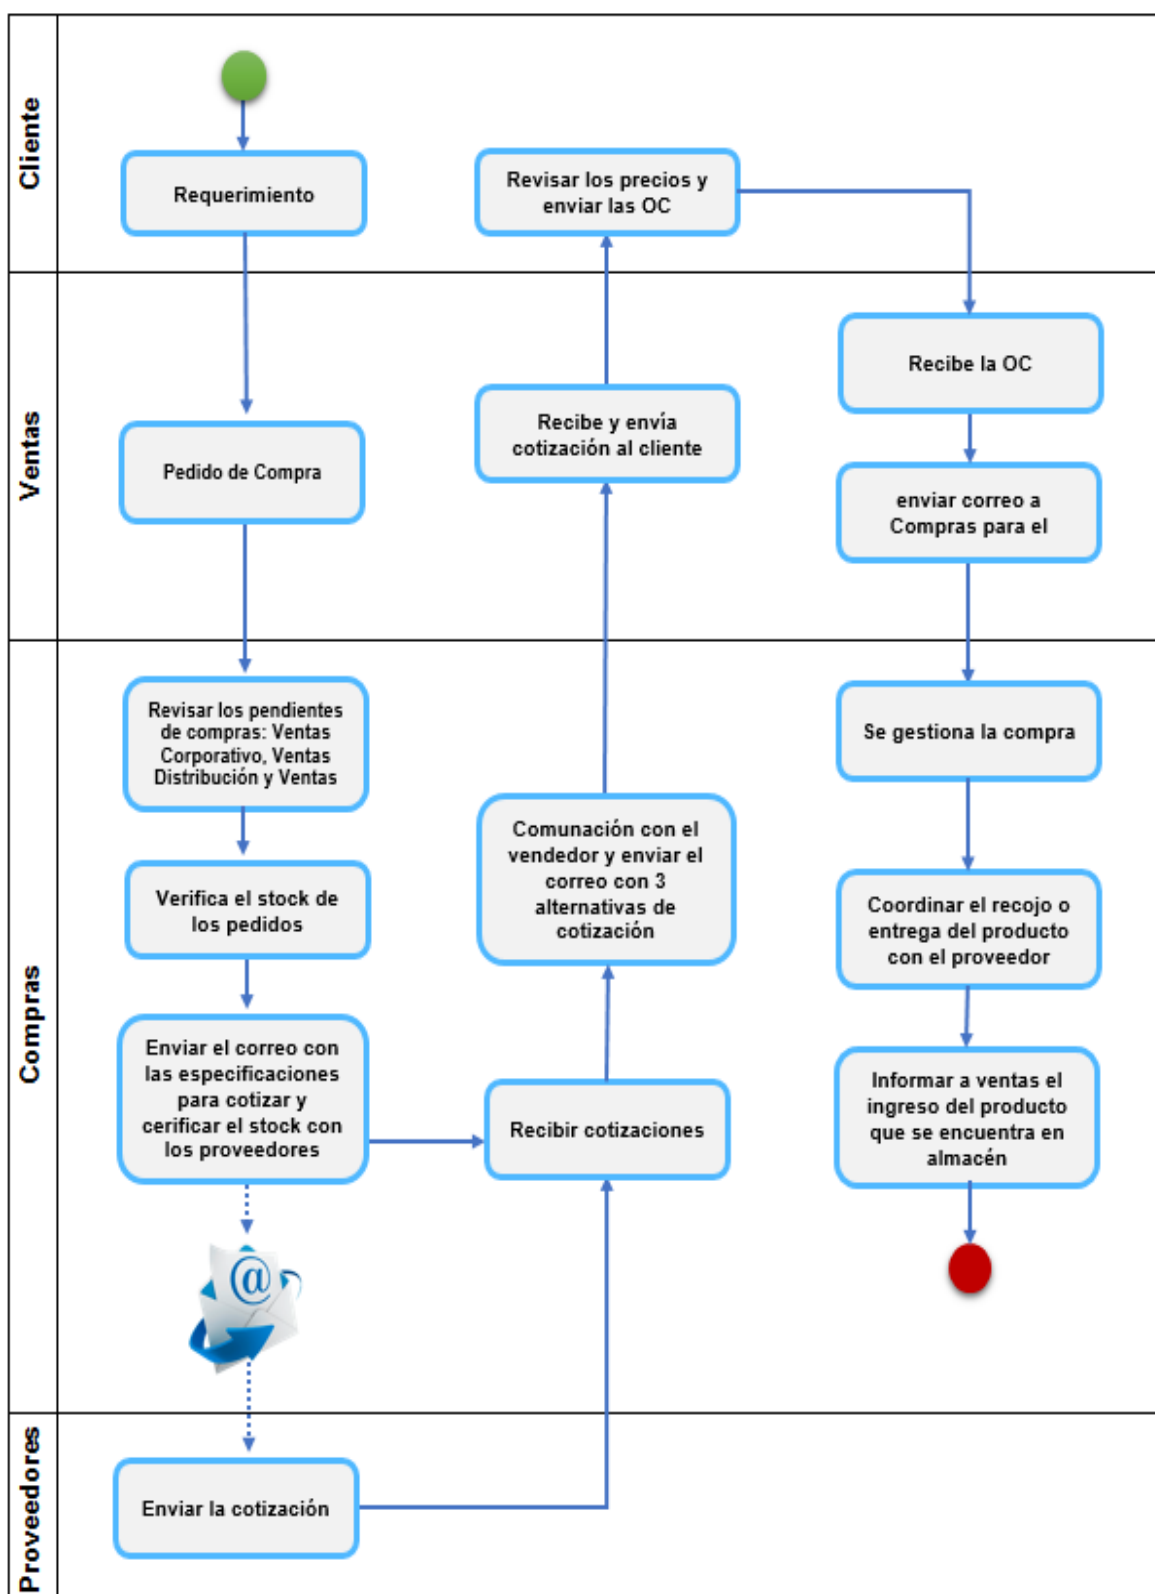 Cliente
Requerimiento
Revisar los precios y
enviar las OC
Ventas
Pedido de Compra
Recibe y envía
cotización al cliente
Recibe la OC
enviar correo a
Compras para el
Compras
Revisar los pendientes
de compras: Ventas
Corporativo, Ventas
Distribución y Ventas
Verifica el stock de
los pedidos
Enviar el correo con
las especificaciones
para cotizar y
cerificar el stock con
los proveedores
@
Comunación con el
vendedor y enviar el
correo con 3
alternativas de
cotización
Recibir cotizaciones
Se gestiona la compra
Coordinar el recojo o
entrega del producto
con el proveedor
Informar a ventas el
ingreso del producto
que se encuentra en
almacén
Proveedores
Enviar la cotización